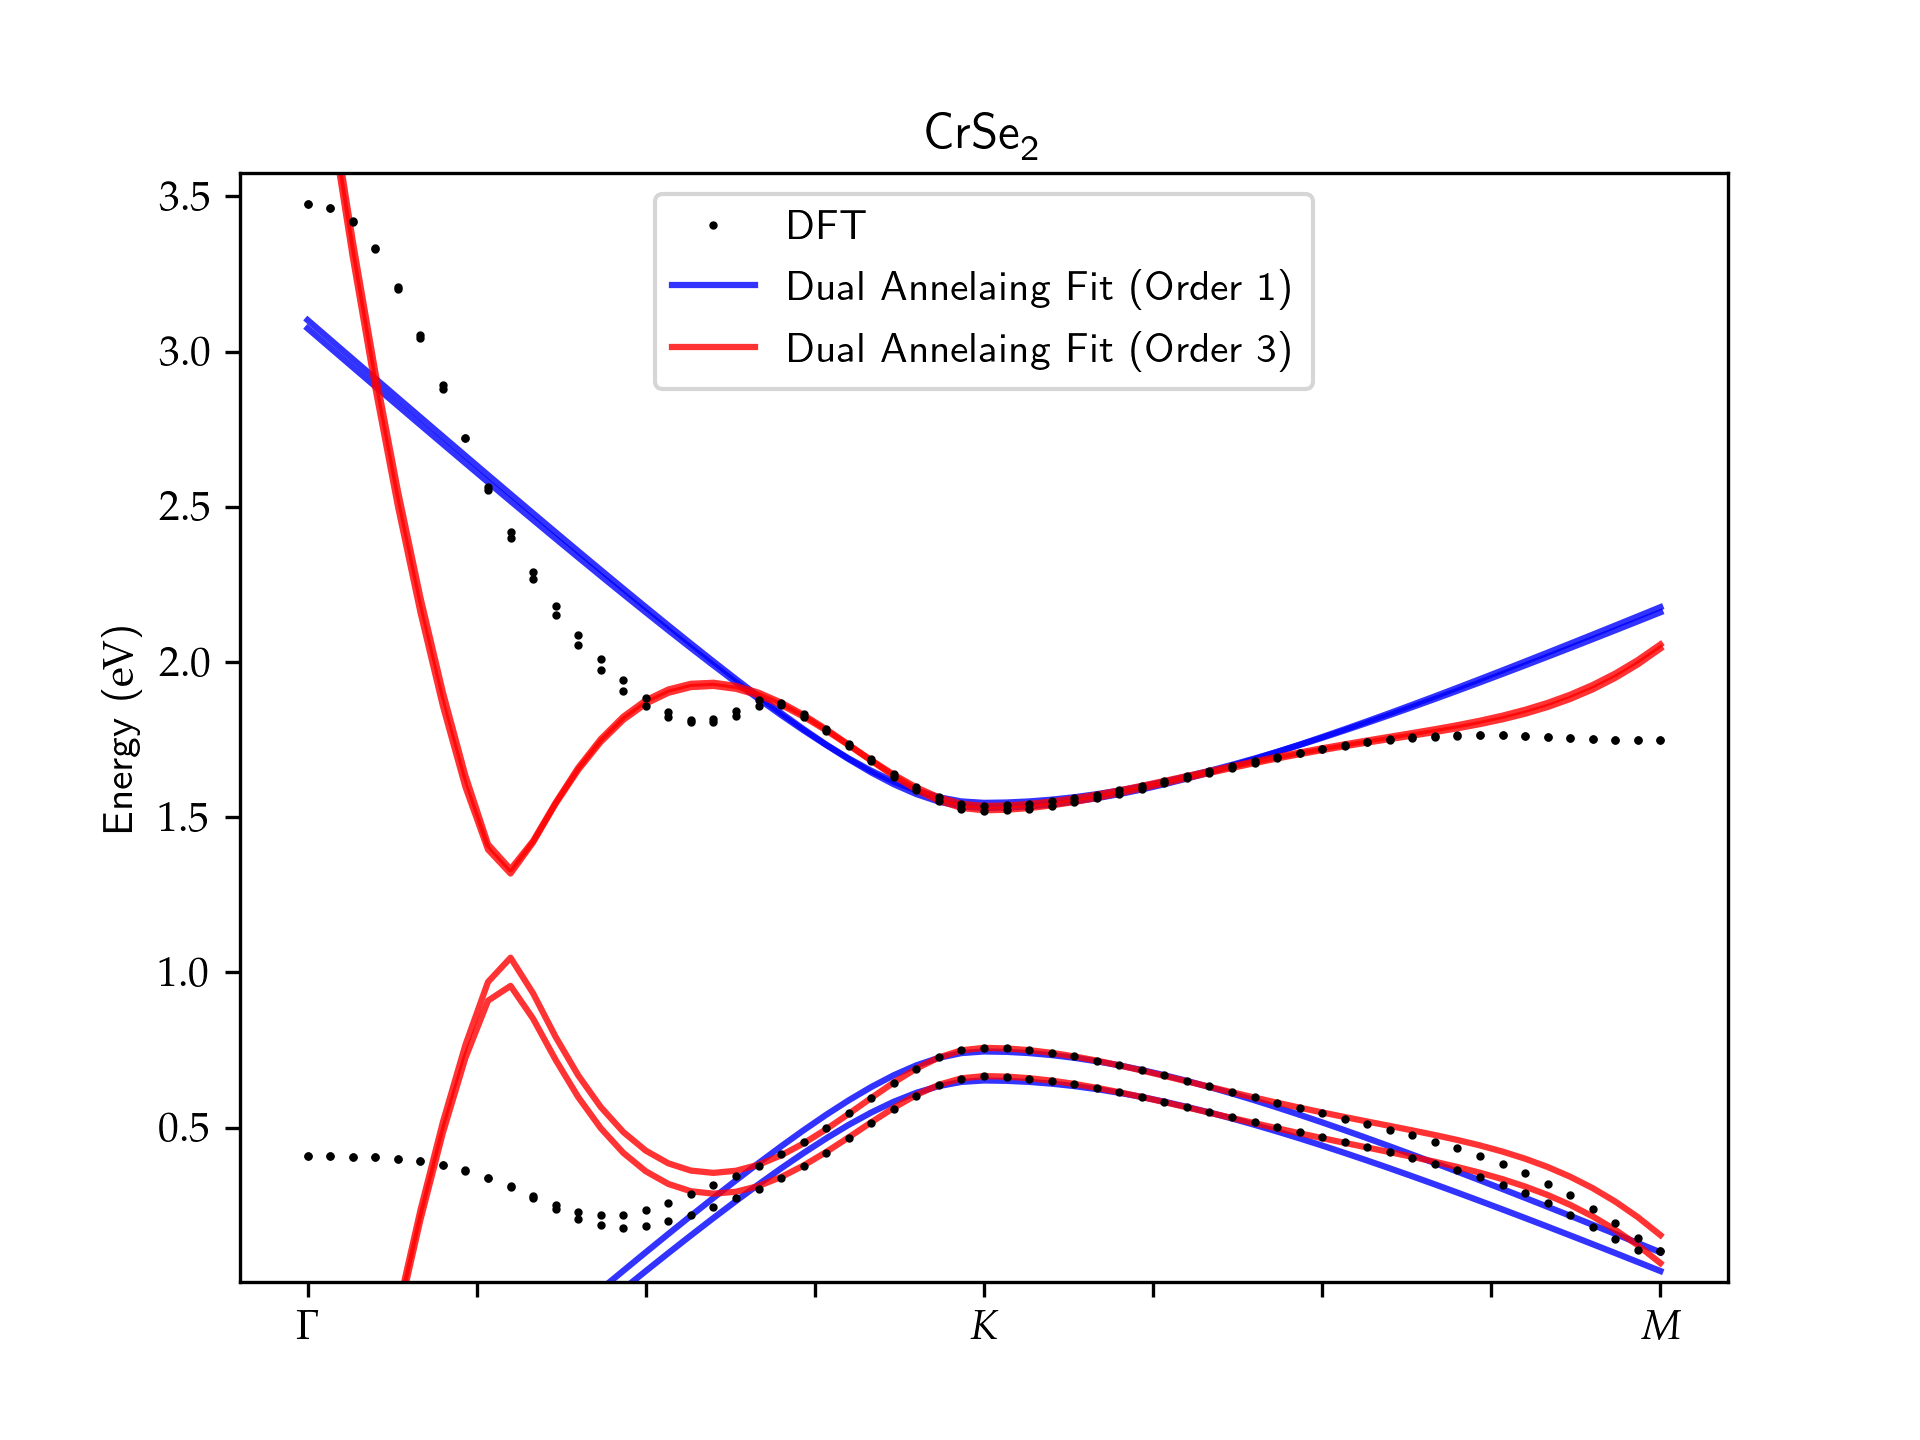 CrSe₂
DFT
Dual Annelaing Fit (Order 1)
Dual Annelaing Fit (Order 3)
Energy (eV)
3.5
3.0
2.5
2.0
1.5
1.0
0.5
Γ K M